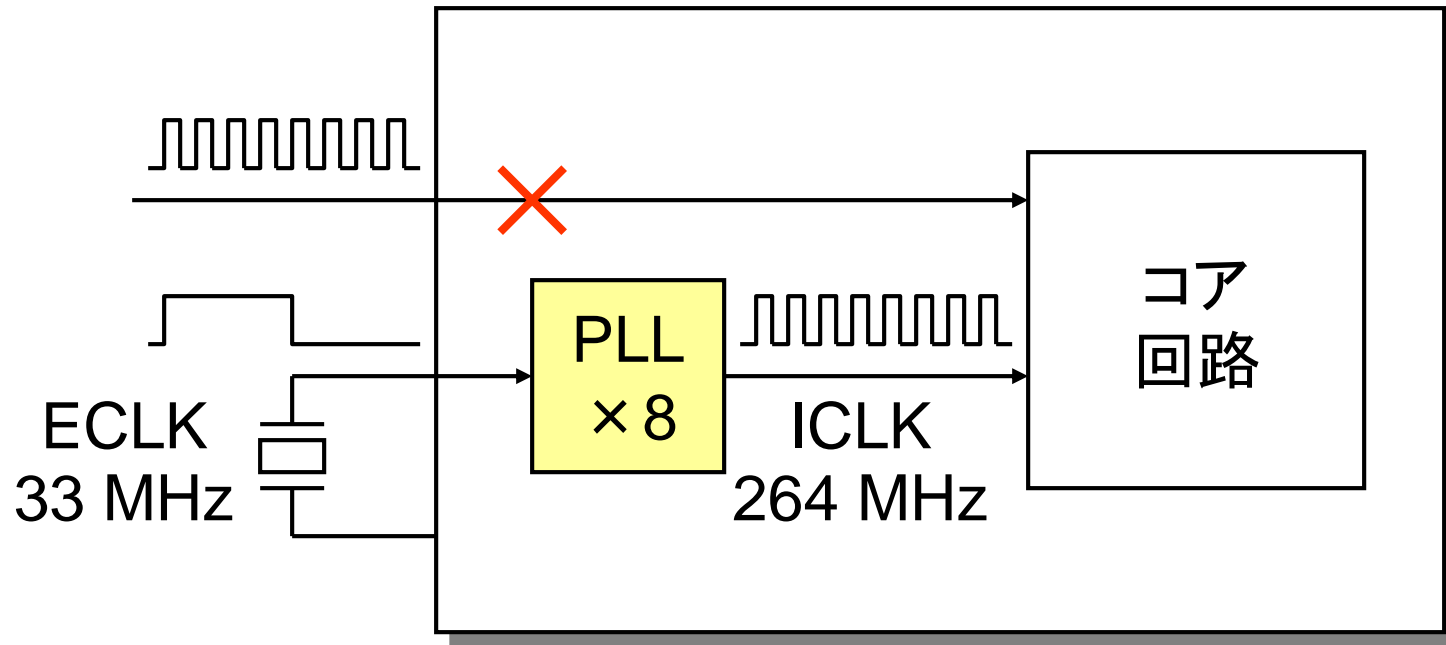 コア
回路
PLL
×8
ECLK
33 MHz
ICLK
264 MHz